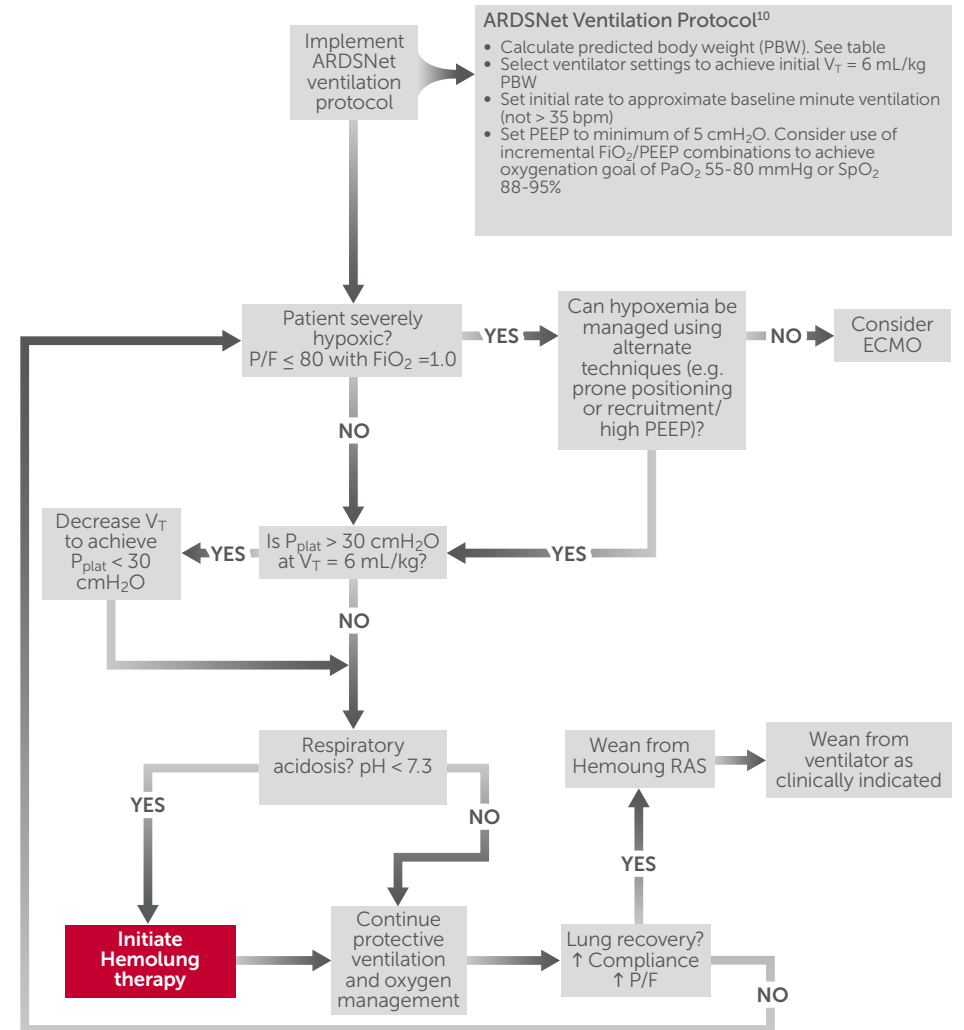 Implement
ARDSNet
ventilation
protocol
ARDSNet Ventilation Protocol¹⁰
• Calculate predicted body weight (PBW). See table
• Select ventilator settings to achieve initial V_T = 6 mL/kg
PBW
• Set initial rate to approximate baseline minute ventilation
(not > 35 bpm)
• Set PEEP to minimum of 5 cmH₂O. Consider use of
incremental FiO₂/PEEP combinations to achieve
oxygenation goal of PaO₂ 55-80 mmHg or SpO₂
88-95%
Patient severely
hypoxic?
P/F ≤ 80 with FiO₂ =1.0
YES
Can hypoxemia be
managed using
alternate
techniques (e.g.
prone positioning
or recruitment/
high PEEP)?
NO
Consider
ECMO
NO
Decrease V_T
to achieve
P_plat < 30
cmH₂O
YES
Is P_plat > 30 cmH₂O
at V_T = 6 mL/kg?
YES
NO
Respiratory
acidosis? pH < 7.3
Wean from
Hemoung RAS
Wean from
ventilator as
clinically indicated
YES
NO
YES
Initiate
Hemolung
therapy
Continue
protective
ventilation
and oxygen
management
Lung recovery?
↑ Compliance
↑ P/F
NO